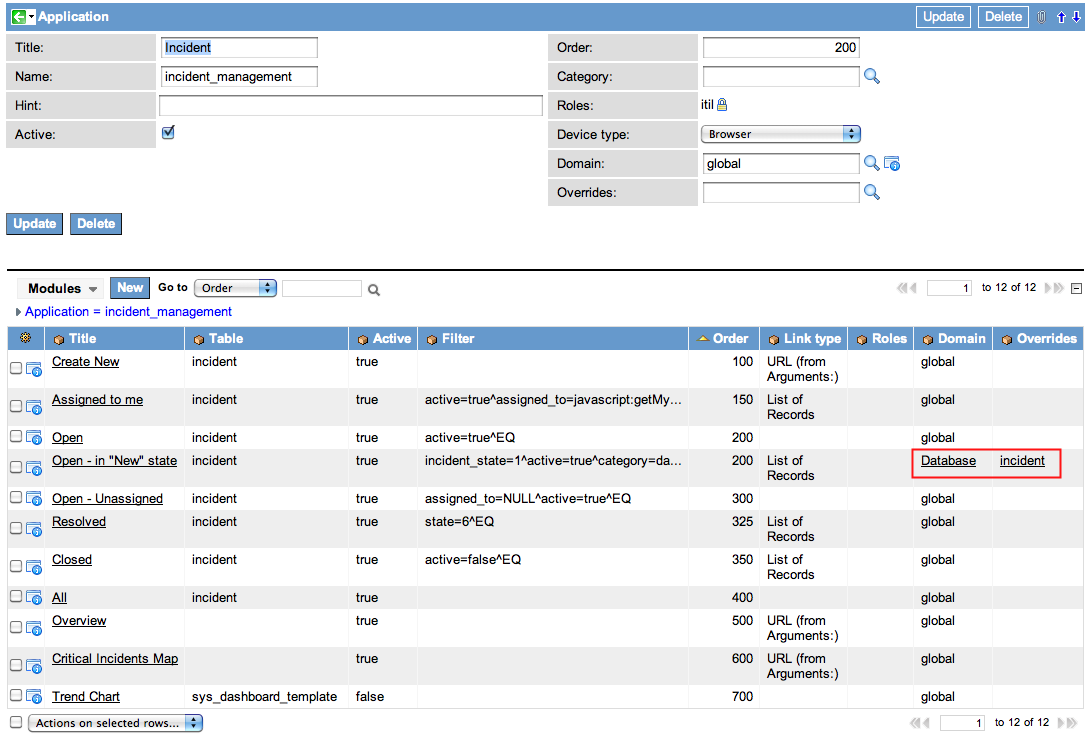 Application Update Delete
Title: Incident Order: 200
Name: incident_management Category:
Hint: Roles: itil
Active: Device type: Browser
Domain: global
Overrides:
Update Delete
Modules New Go to Order 1 to 12 of 12
Application = incident_management
Title Table Active Filter Order Link type Roles Domain Overrides
Create New incident true 100 URL (from global
Arguments:)
Assigned to me incident true active=true^assigned_to=javascript:getMy... 150 List of global
Records
Open incident true active=true^EQ 200 global
Open - in "New" state incident true incident_state=1^active=true^category=da... 200 List of Database incident
Records
Open - Unassigned incident true assigned_to=NULL^active=true^EQ 300 global
Resolved incident true state=6^EQ 325 List of global
Records
Closed incident true active=false^EQ 350 List of global
Records
All incident true 400 global
Overview true 500 URL (from global
Arguments:)
Critical Incidents Map true 600 URL (from global
Arguments:)
Trend Chart sys_dashboard_template false 700 global
Actions on selected rows... 1 to 12 of 12